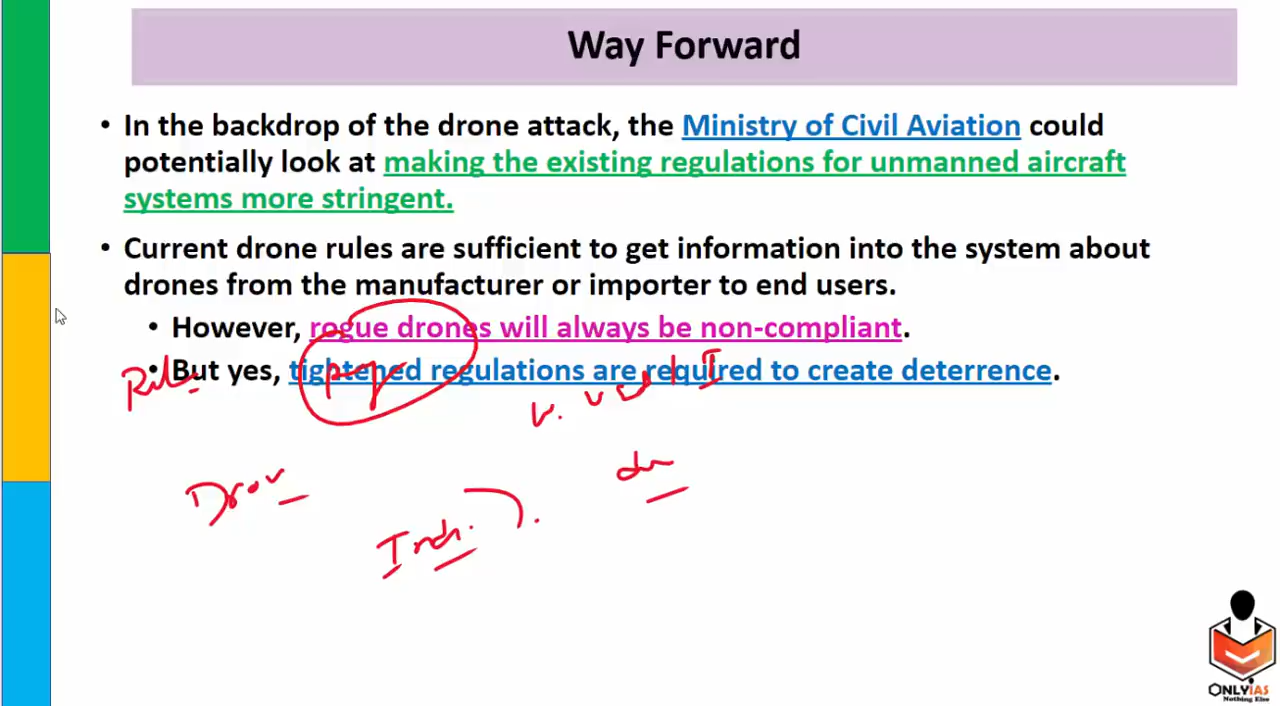 Way Forward
• In the backdrop of the drone attack, the Ministry of Civil Aviation could
potentially look at making the existing regulations for unmanned aircraft
systems more stringent.
• Current drone rules are sufficient to get information into the system about
drones from the manufacturer or importer to end users.
• However, rogue drones will always be non-compliant.
• But yes, tightened regulations are required to create deterrence.
ONLYIAS
Nothing Else